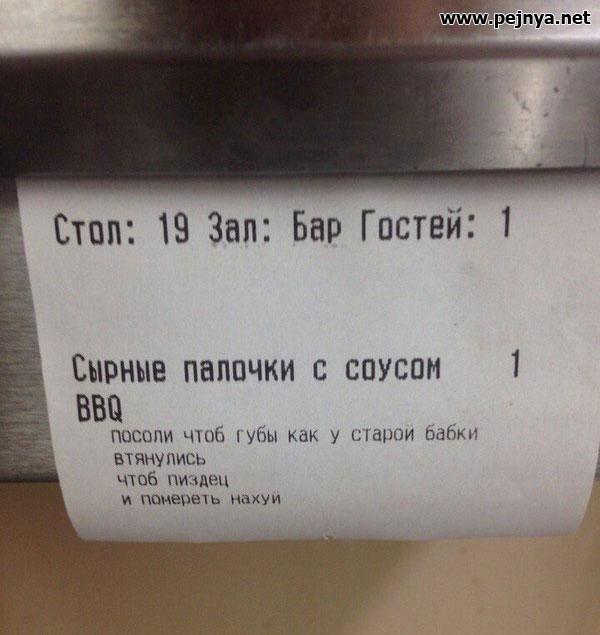 www.pejnya.net
Стол: 19 Зал: Бар Гостей: 1
Сырные палочки с соусом 1
BBQ
посоли чтоб губы как у старой бабки
втянулись
чтоб пиздец
и помереть нахуй